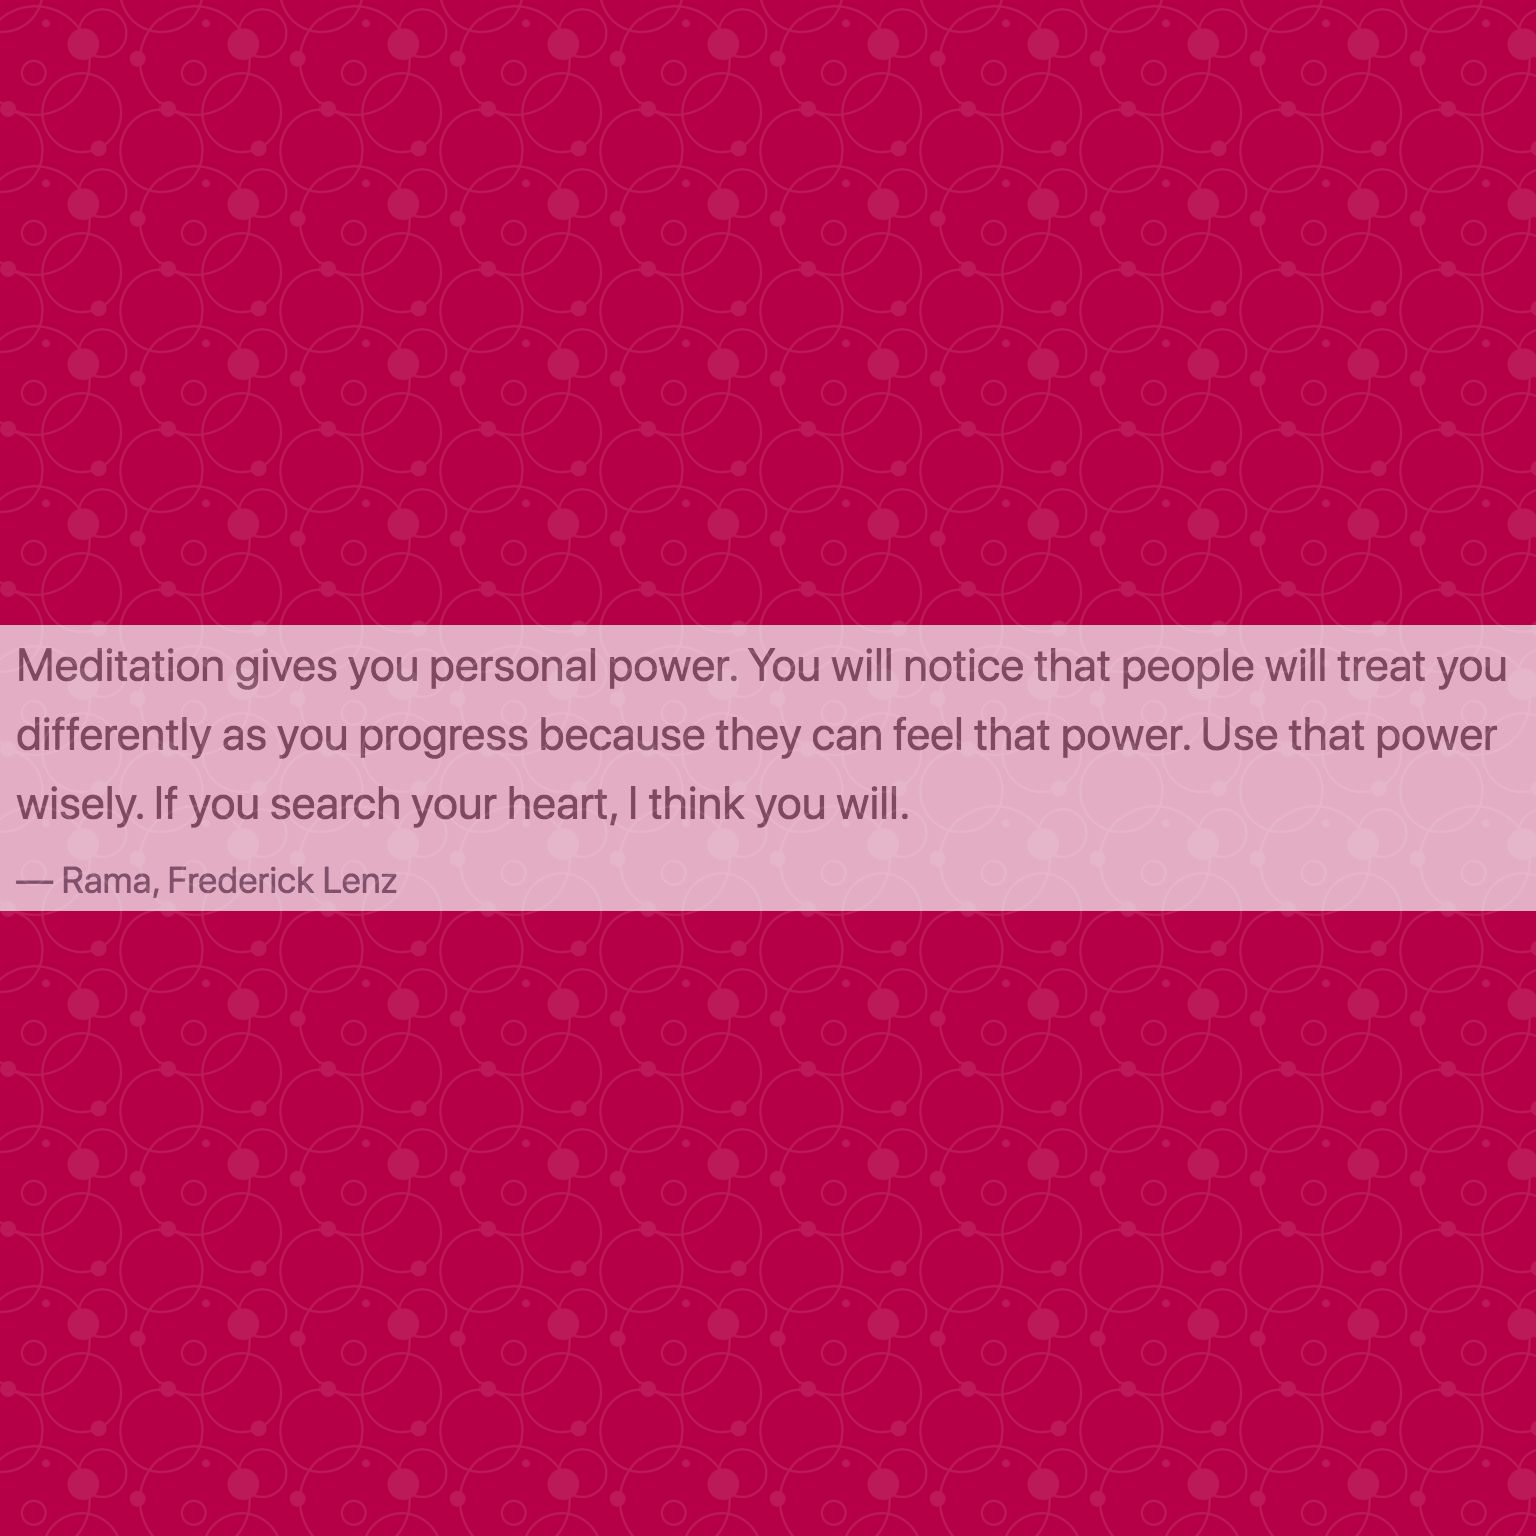 Meditation gives you personal power. You will notice that people will treat you
differently as you progress because they can feel that power. Use that power
wisely. If you search your heart, I think you will.
— Rama, Frederick Lenz